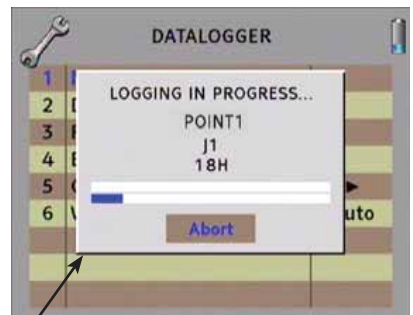 DATALOGGER
LOGGING IN PROGRESS...
POINT1
J1
18H
Abort
1
2
3
4
5
6
uto